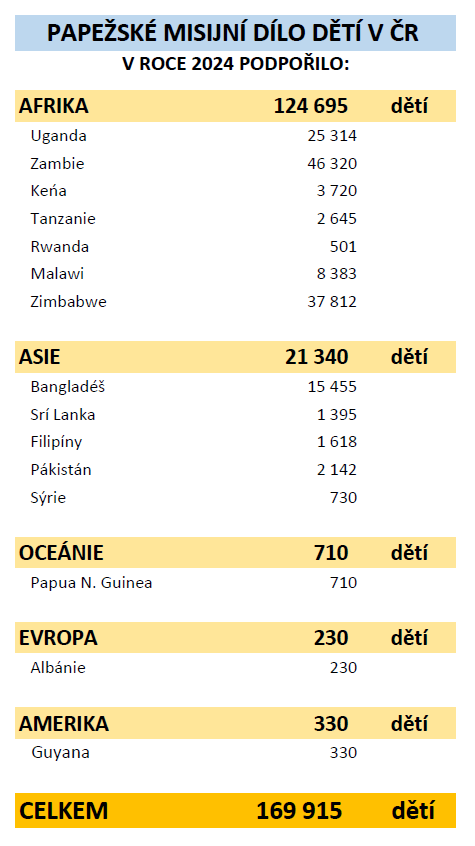 PAPEŽSKÉ MISIJNÍ DÍLO DĚTÍ V ČR
V ROCE 2024 PODPOŘILO:
AFRIKA 124 695 dětí
Uganda 25 314
Zambie 46 320
Keńa 3 720
Tanzanie 2 645
Rwanda 501
Malawi 8 383
Zimbabwe 37 812
ASIE 21 340 dětí
Bangladéš 15 455
Srí Lanka 1 395
Filipíny 1 618
Pákistán 2 142
Sýrie 730
OCEÁNIE 710 dětí
Papua N. Guinea 710
EVROPA 230 dětí
Albánie 230
AMERIKA 330 dětí
Guyana 330
CELKEM 169 915 dětí